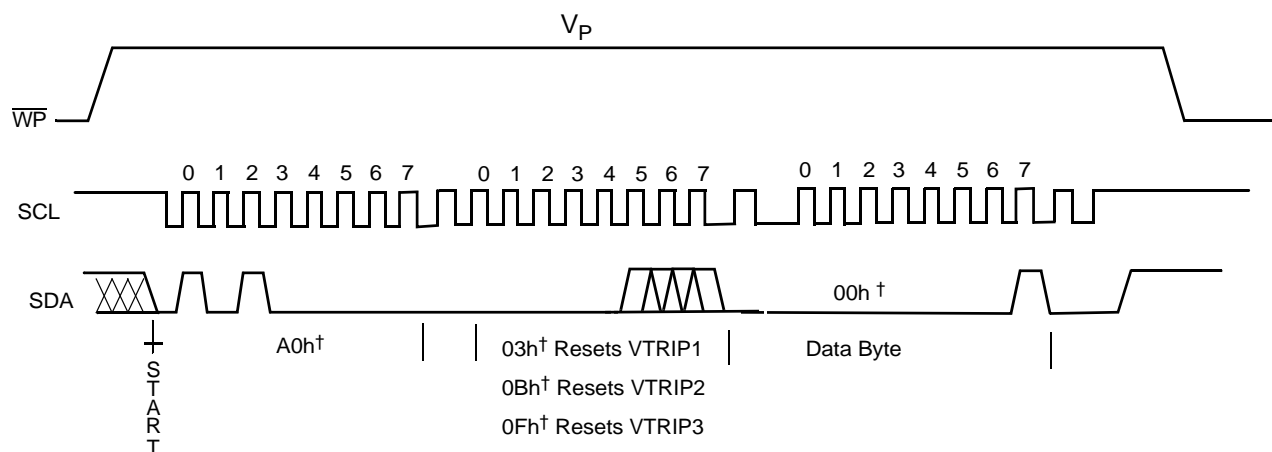 VP
WP
0 1 2 3 4 5 6 7 0 1 2 3 4 5 6 7 0 1 2 3 4 5 6 7
SCL
SDA
00h †
A0h†
03h† Resets VTRIP1
Data Byte
0Bh† Resets VTRIP2
0Fh† Resets VTRIP3
START